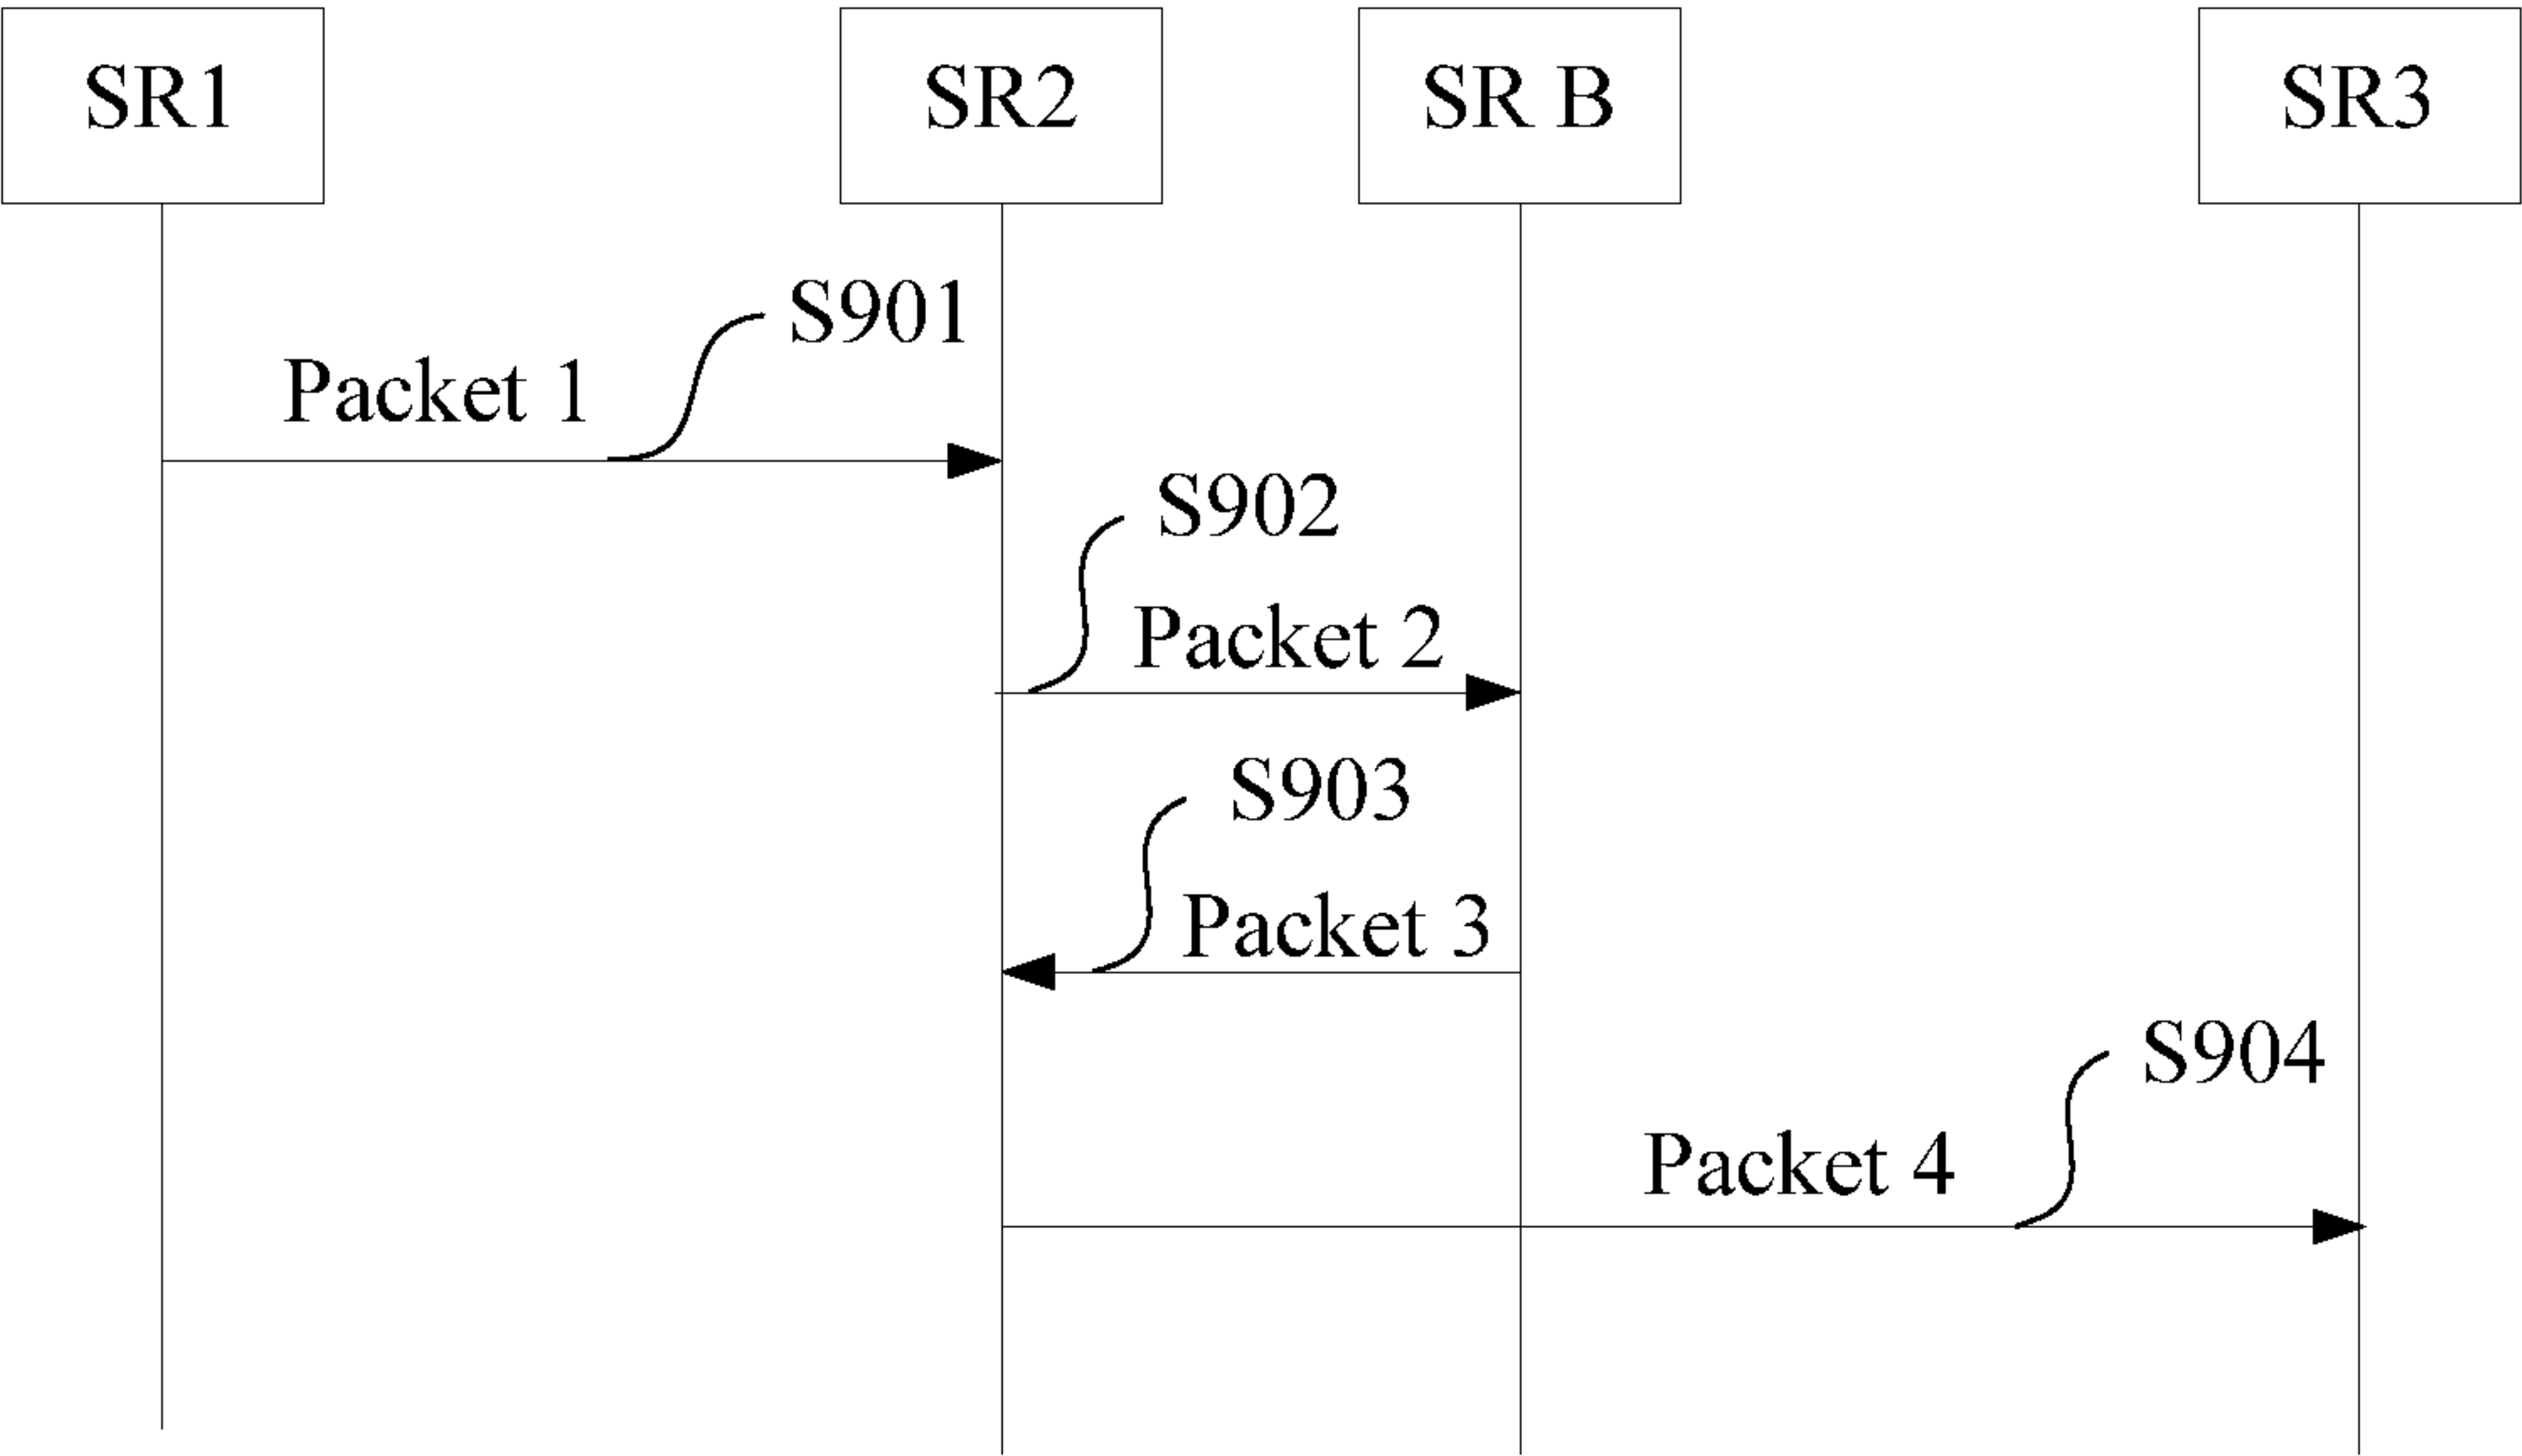 SR1
SR2
SR B
SR3
S901
Packet 1
S902
Packet 2
S903
Packet 3
S904
Packet 4